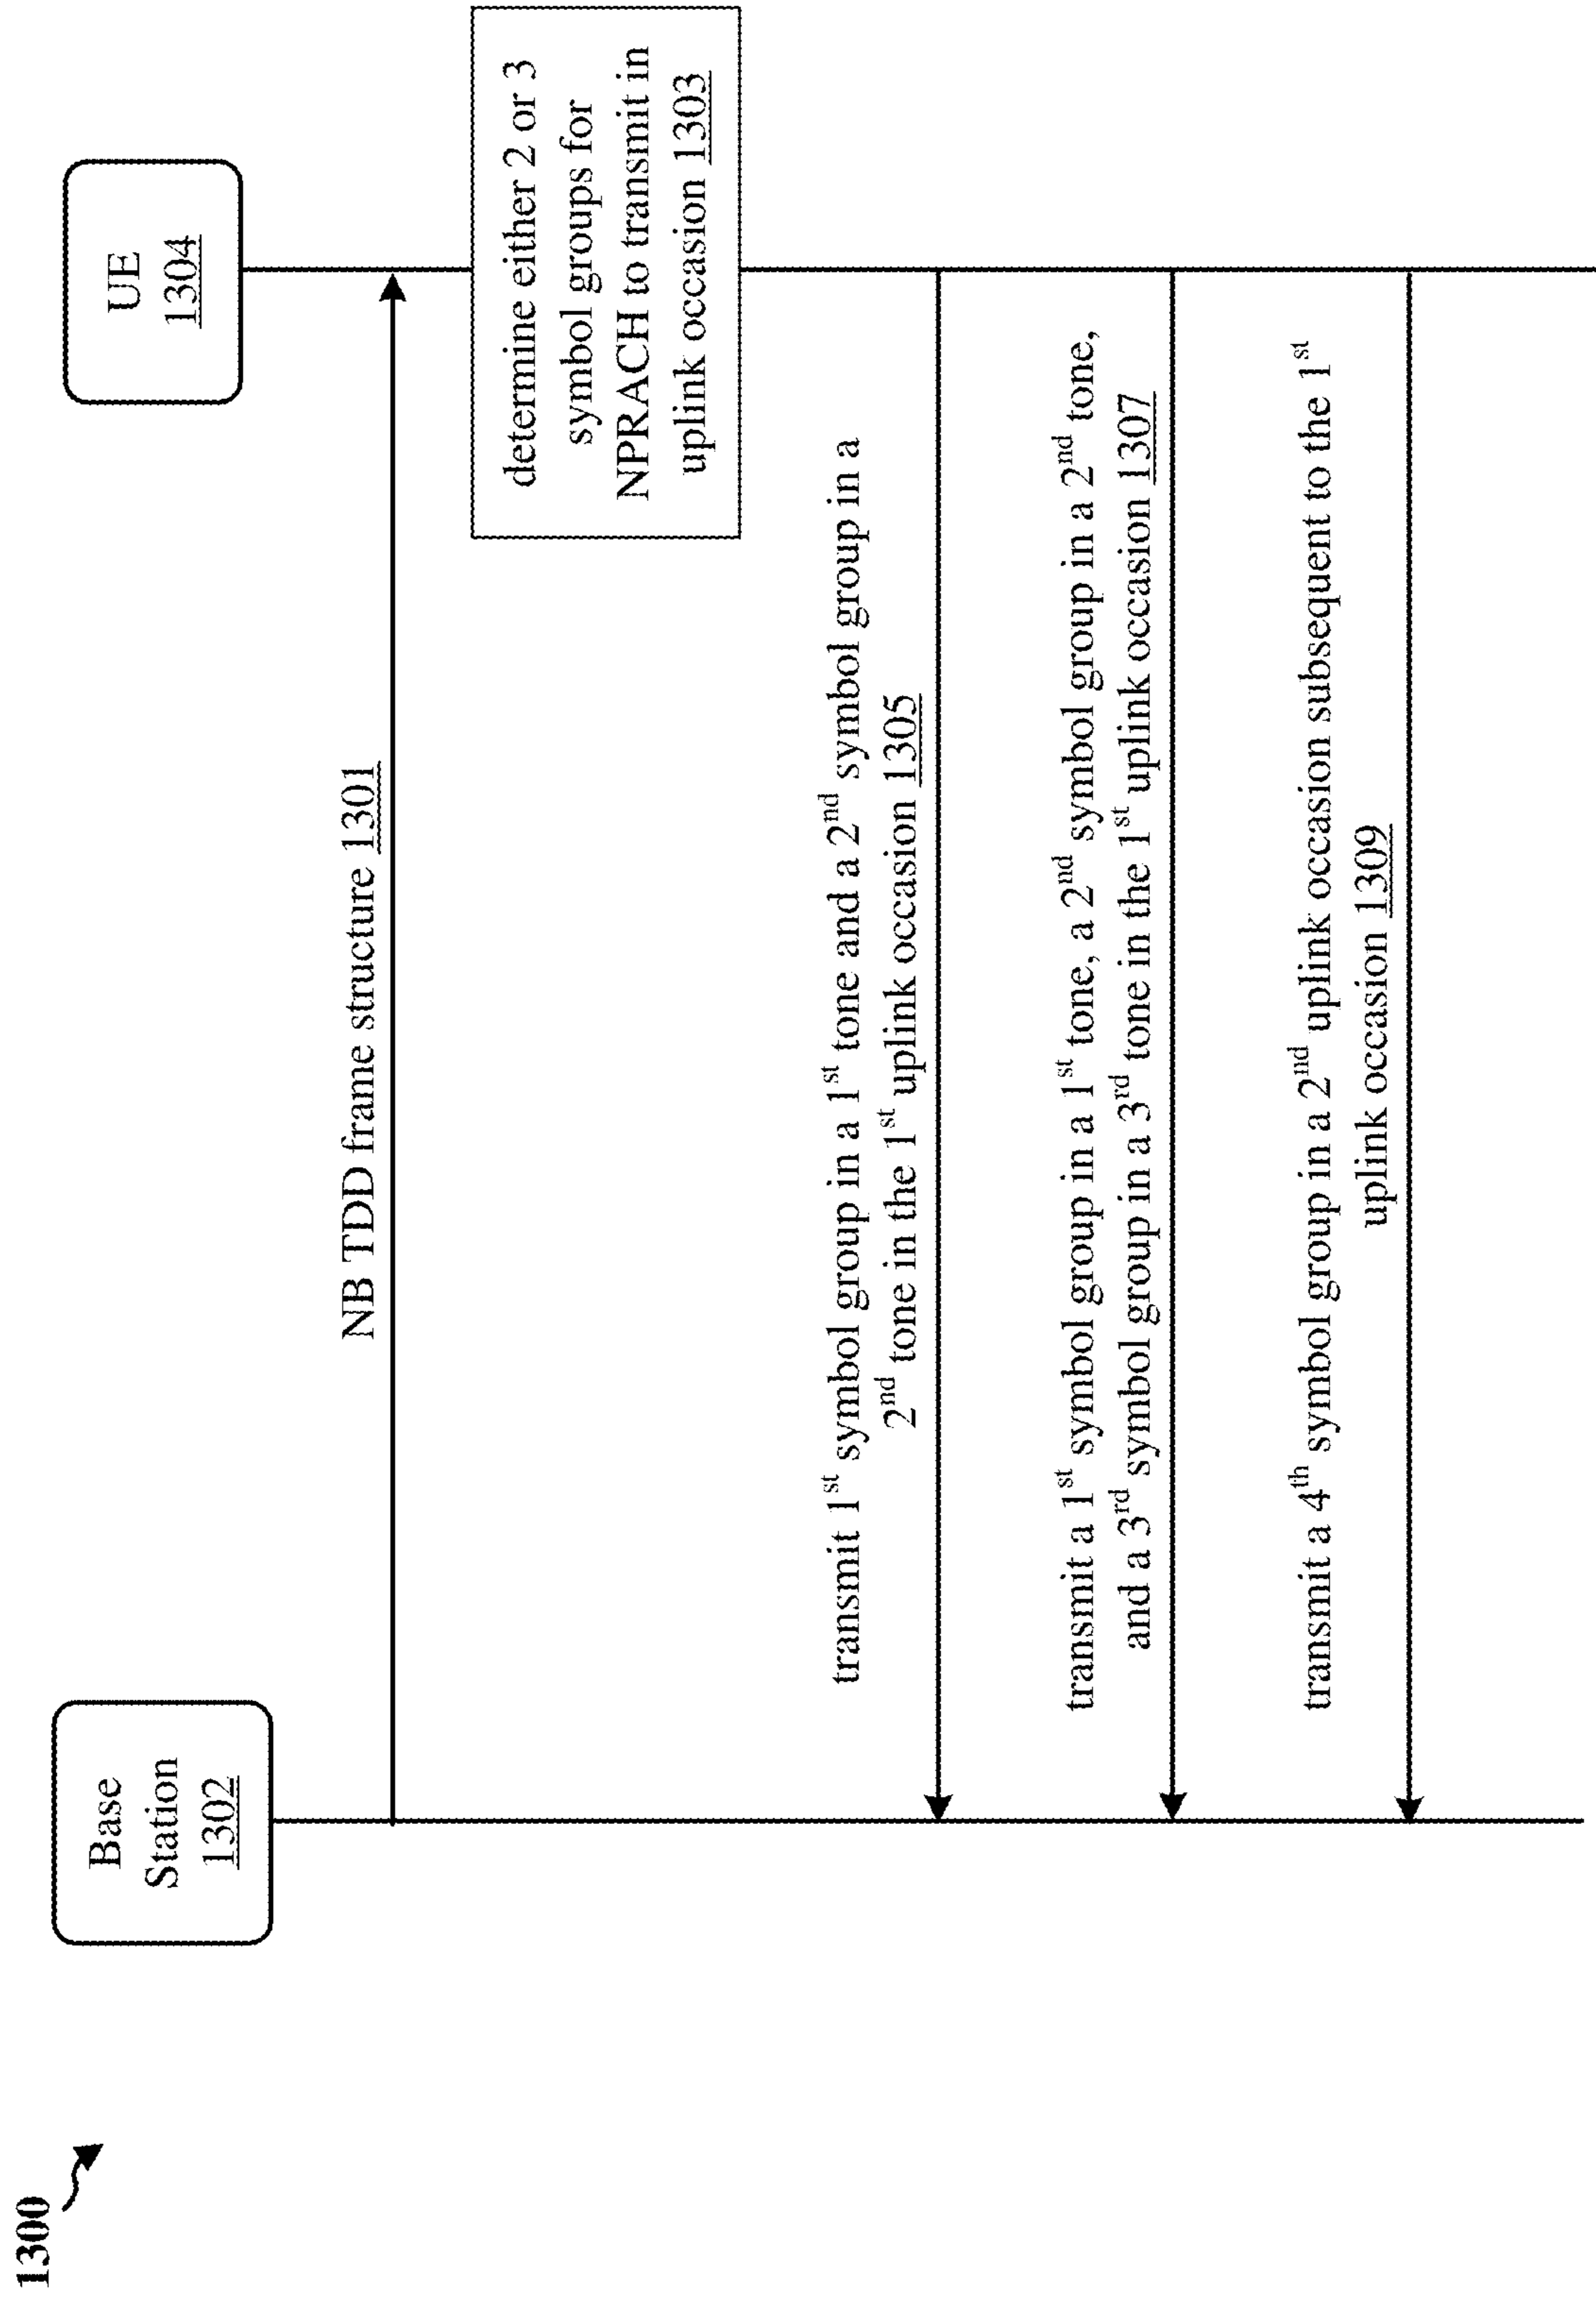 1300
Base
Station
1302
UE
1304
NB TDD frame structure 1301
determine either 2 or 3
symbol groups for
NPRACH to transmit in
uplink occasion 1303
transmit 1st symbol group in a 1st tone and a 2nd symbol group in a
2nd tone in the 1st uplink occasion 1305
transmit a 1st symbol group in a 1st tone, a 2nd symbol group in a 2nd tone,
and a 3rd symbol group in a 3rd tone in the 1st uplink occasion 1307
transmit a 4th symbol group in a 2nd uplink occasion subsequent to the 1st
uplink occasion 1309